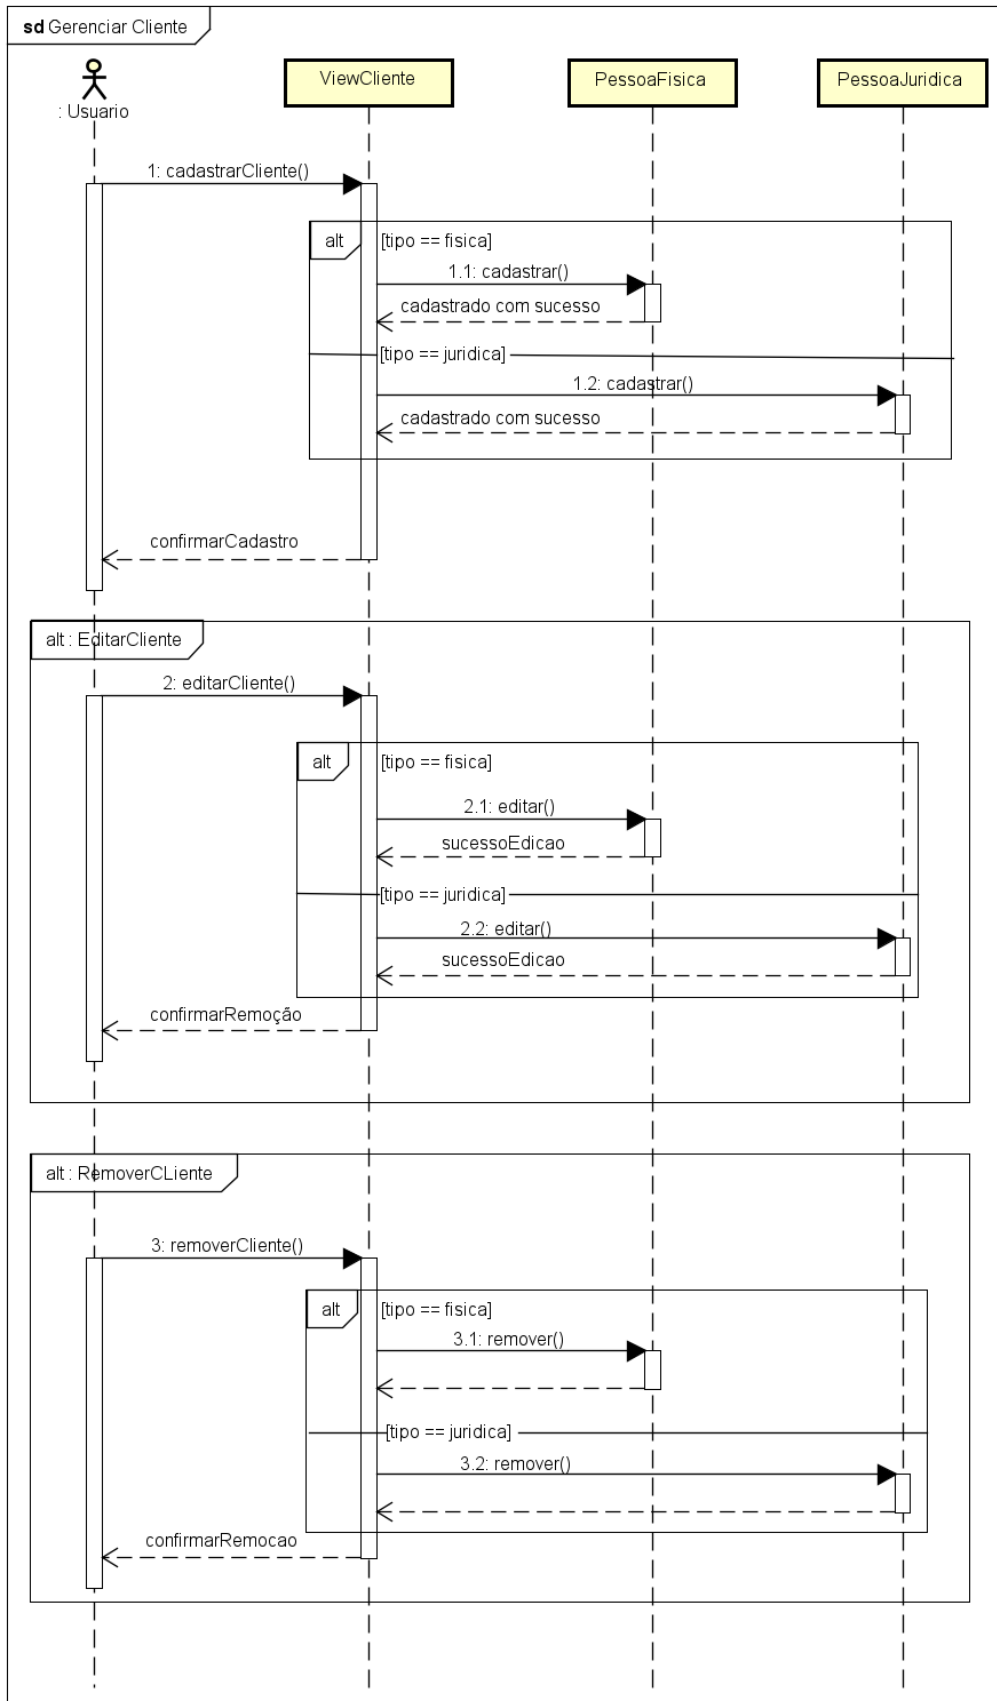 sd Gerenciar Cliente
: Usuario
ViewCliente
PessoaFisica
PessoaJuridica
1: cadastrarCliente()
alt
[tipo == fisica]
1.1: cadastrar()
cadastrado com sucesso
[tipo == juridica]
1.2: cadastrar()
cadastrado com sucesso
confirmarCadastro
alt : EditarCliente
2: editarCliente()
alt
[tipo == fisica]
2.1: editar()
sucessoEdicao
[tipo == juridica]
2.2: editar()
sucessoEdicao
confirmarRemoção
alt : RemoverCLiente
3: removerCliente()
alt
[tipo == fisica]
3.1: remover()
[tipo == juridica]
3.2: remover()
confirmarRemocao